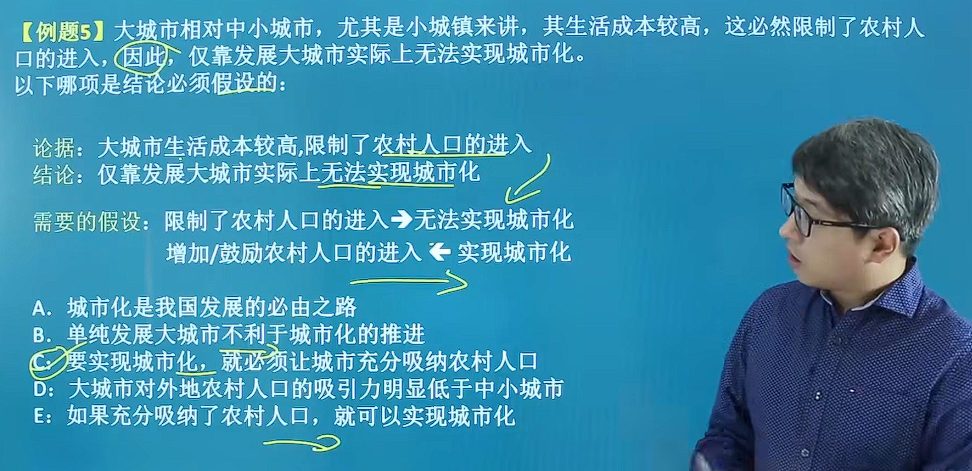 【例题5】大城市相对中小城市，尤其是小城镇来讲，其生活成本较高，这必然限制了农村人
口的进入，因此，仅靠发展大城市实际上无法实现城市化。
以下哪项是结论必须假设的：
论据：大城市生活成本较高,限制了农村人口的进入
结论：仅靠发展大城市实际上无法实现城市化
需要的假设：限制了农村人口的进入→无法实现城市化
增加/鼓励农村人口的进入 ← 实现城市化
A．城市化是我国发展的必由之路
B．单纯发展大城市不利于城市化的推进
C：要实现城市化，就必须让城市充分吸纳农村人口
D：大城市对外地农村人口的吸引力明显低于中小城市
E：如果充分吸纳了农村人口，就可以实现城市化